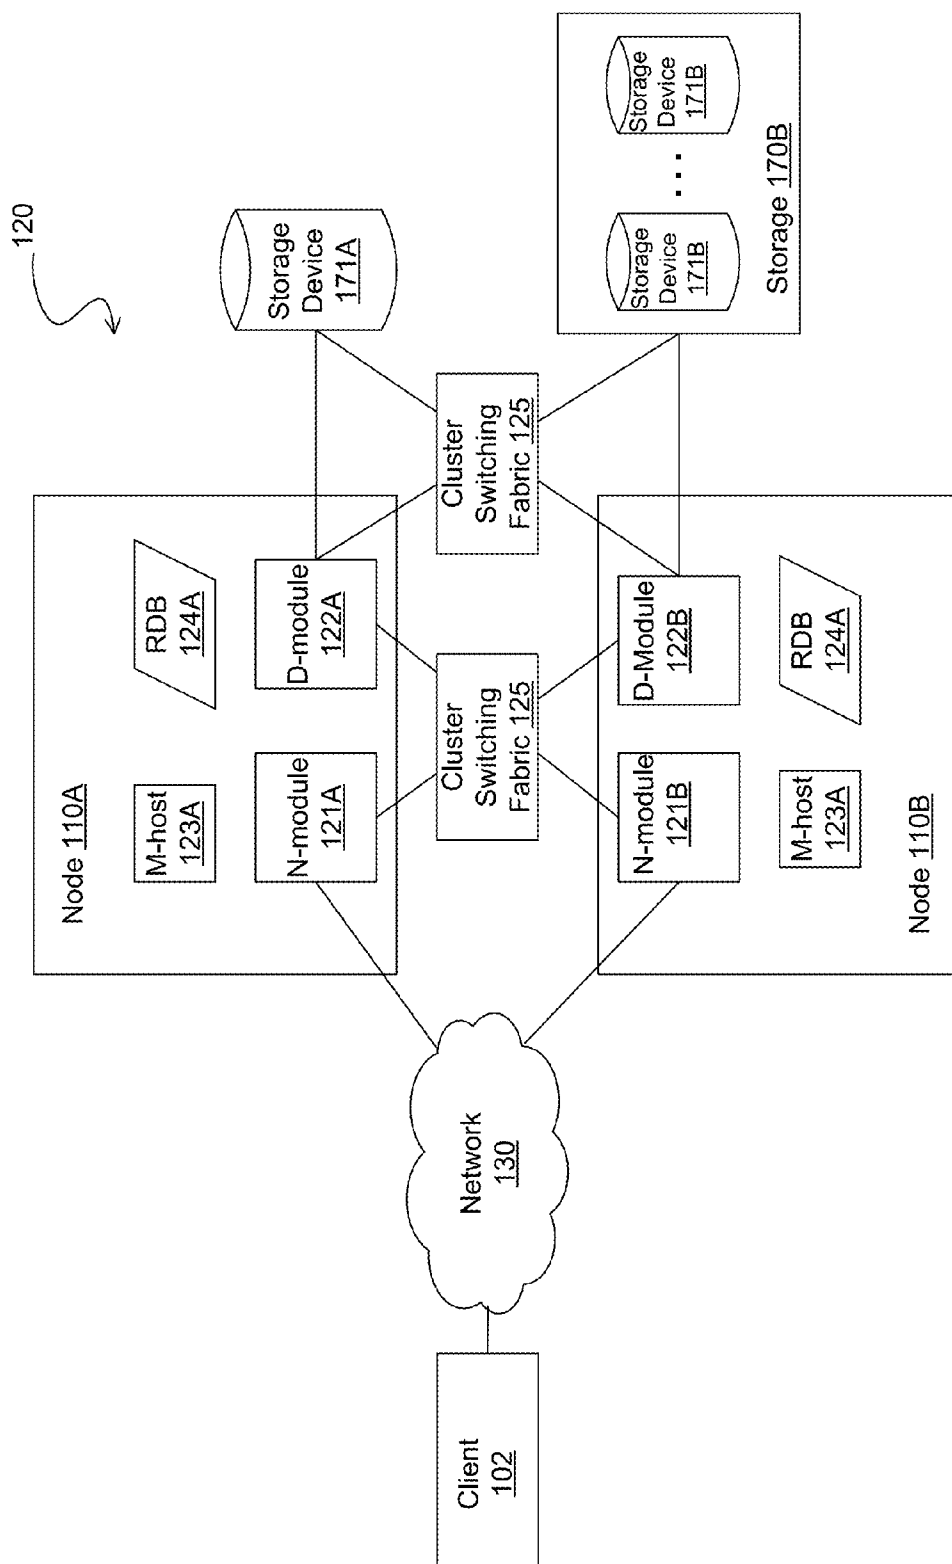 120
Node 110A
M-host
123A
RDB
124A
N-module
121A
D-module
122A
Storage
Device
171A
Client
102
Network
130
Cluster
Switching
Fabric 125
Cluster
Switching
Fabric 125
N-module
121B
D-Module
122B
M-host
123A
RDB
124A
Node 110B
Storage
Device
171B
...
Storage
Device
171B
Storage 170B